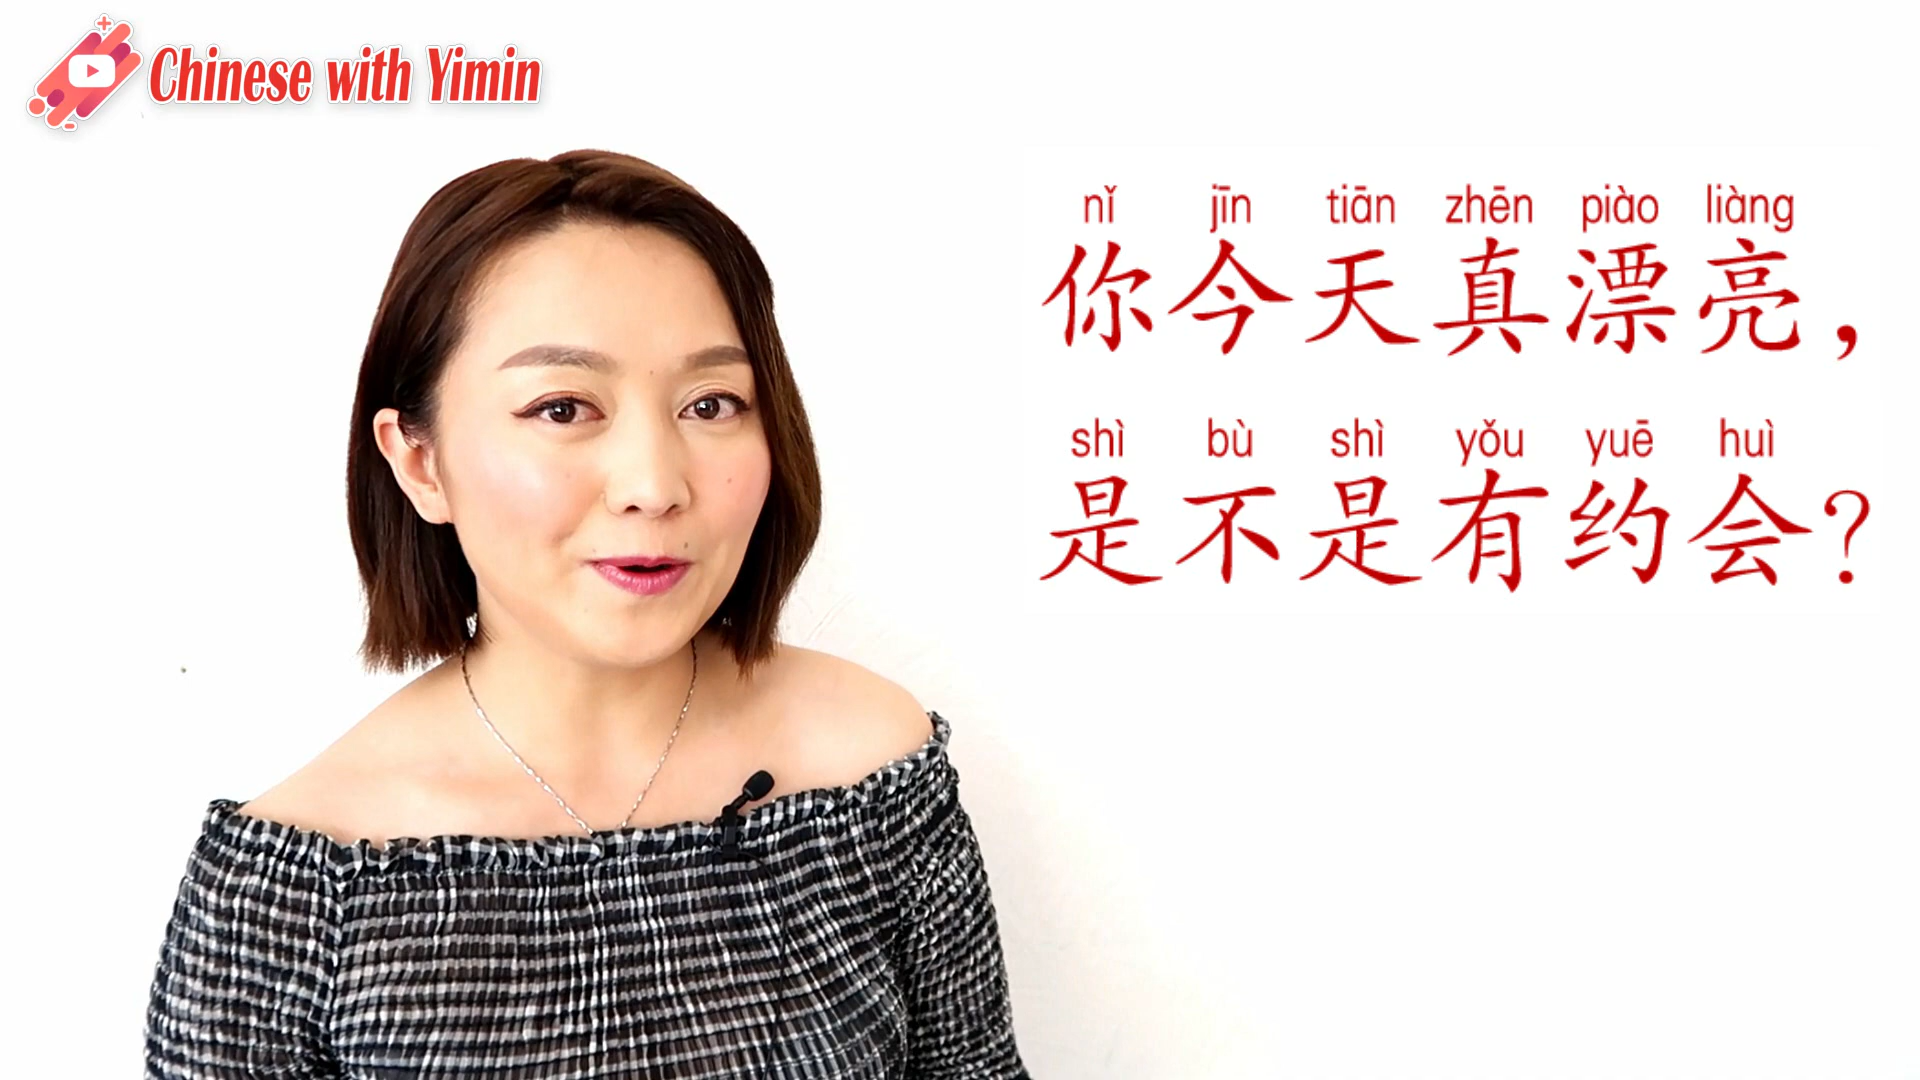 Chinese with Yimin
nǐ jīn tiān zhēn piào liàng
你今天真漂亮，
shì bù shì yǒu yuē huì
是不是有约会？